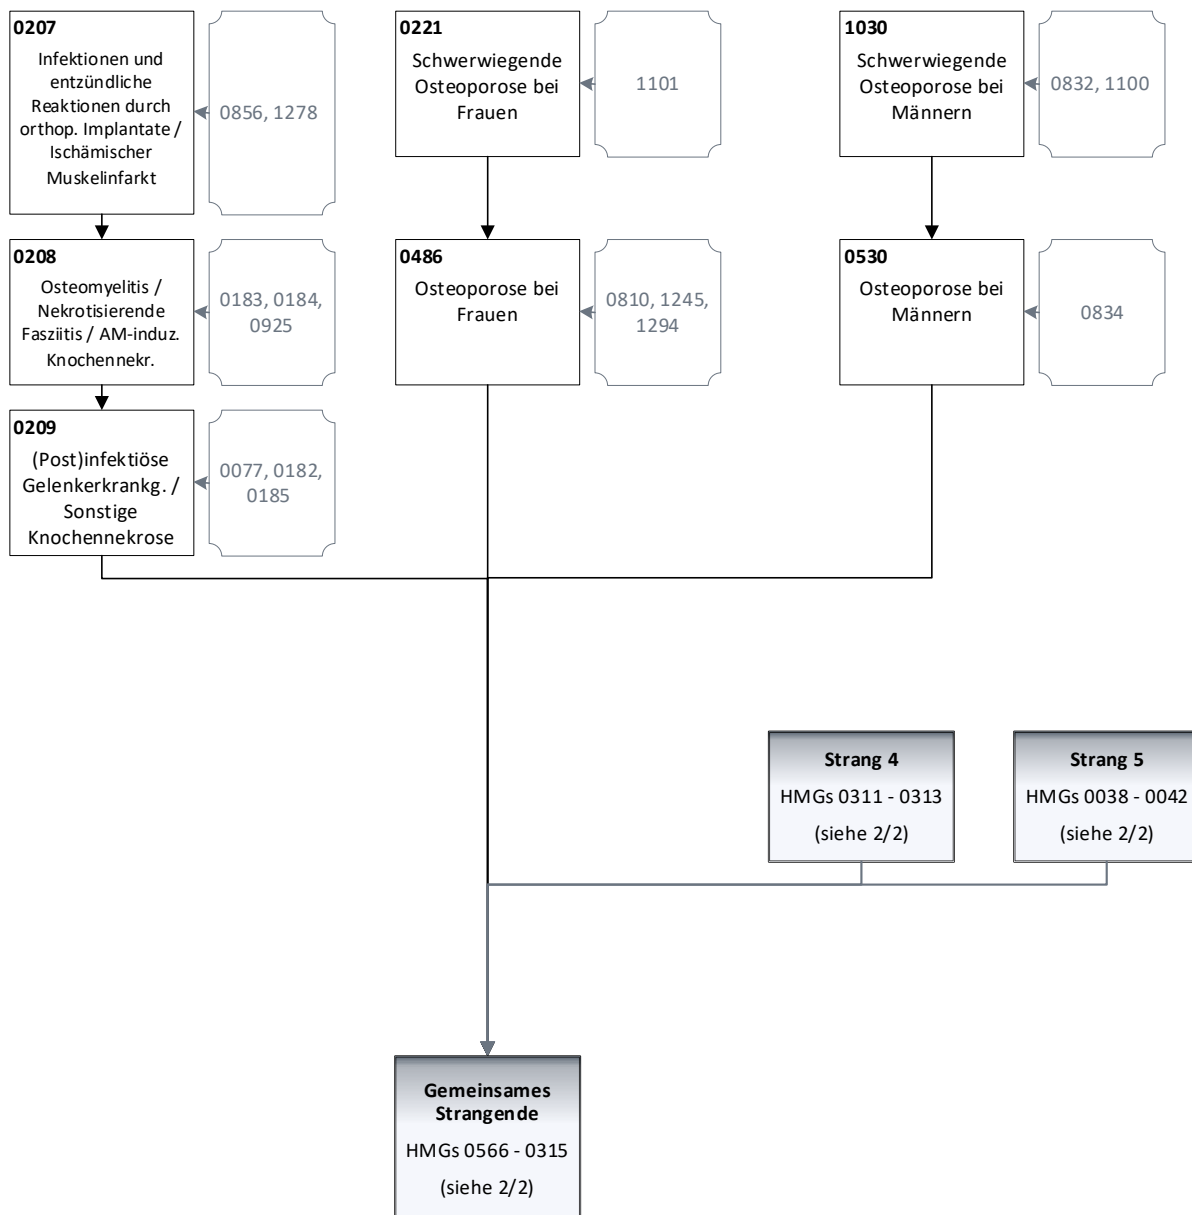 0207
Infektionen und
entzündliche
Reaktionen durch
orthop. Implantate /
Ischämischer
Muskelinfarkt
0856, 1278
0221
Schwerwiegende
Osteoporose bei
Frauen
1101
1030
Schwerwiegende
Osteoporose bei
Männern
0832, 1100
0208
Osteomyelitis /
Nekrotisierende
Fasziitis / AM-induz.
Knochennekr.
0183, 0184,
0925
0486
Osteoporose bei
Frauen
0810, 1245,
1294
0530
Osteoporose bei
Männern
0834
0209
(Post)infektiöse
Gelenkerkrankg. /
Sonstige
Knochennekrose
0077, 0182,
0185
Strang 4
HMGs 0311 - 0313
(siehe 2/2)
Strang 5
HMGs 0038 - 0042
(siehe 2/2)
Gemeinsames
Strangende
HMGs 0566 - 0315
(siehe 2/2)